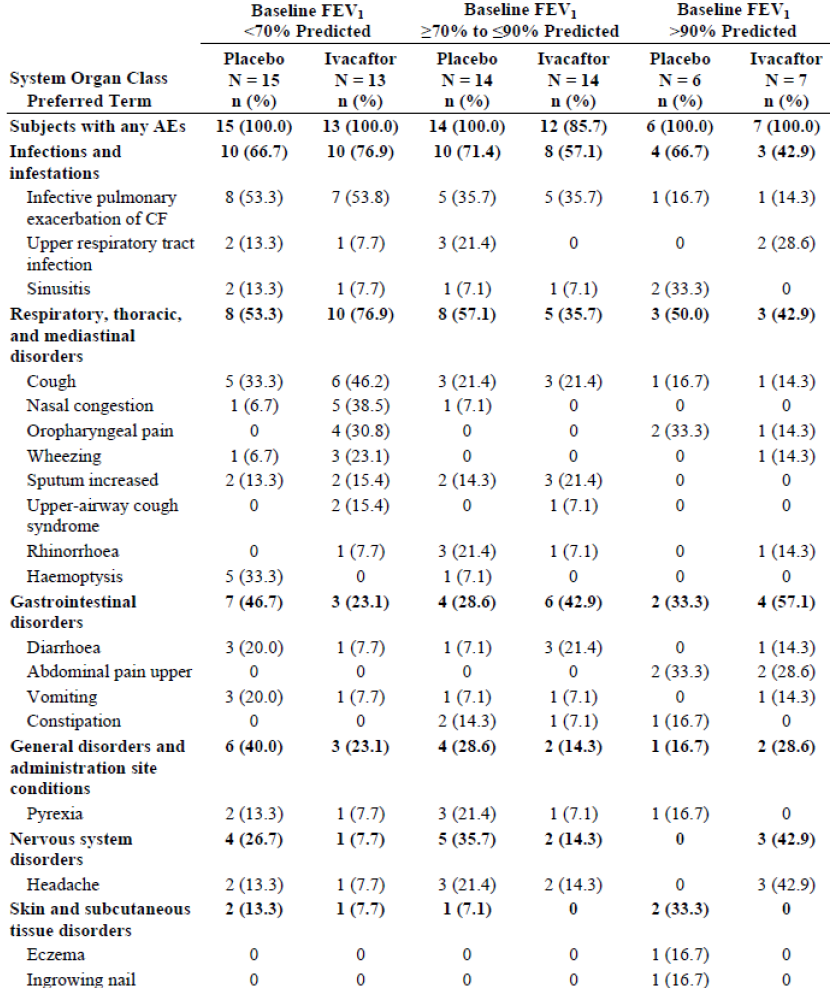 Baseline FEV1 Baseline FEV1 Baseline FEV1
<70% Predicted ≥70% to ≤90% Predicted >90% Predicted
Placebo Ivacaftor Placebo Ivacaftor Placebo Ivacaftor
System Organ Class N = 15 N = 13 N = 14 N = 14 N = 6 N = 7
Preferred Term n (%) n (%) n (%) n (%) n (%) n (%)
Subjects with any AEs 15 (100.0) 13 (100.0) 14 (100.0) 12 (85.7) 6 (100.0) 7 (100.0)
Infections and 10 (66.7) 10 (76.9) 10 (71.4) 8 (57.1) 4 (66.7) 3 (42.9)
infestations
Infective pulmonary 8 (53.3) 7 (53.8) 5 (35.7) 5 (35.7) 1 (16.7) 1 (14.3)
exacerbation of CF
Upper respiratory tract 2 (13.3) 1 (7.7) 3 (21.4) 0 0 2 (28.6)
infection
Sinusitis 2 (13.3) 1 (7.7) 1 (7.1) 1 (7.1) 2 (33.3) 0
Respiratory, thoracic, 8 (53.3) 10 (76.9) 8 (57.1) 5 (35.7) 3 (50.0) 3 (42.9)
and mediastinal
disorders
Cough 5 (33.3) 6 (46.2) 3 (21.4) 3 (21.4) 1 (16.7) 1 (14.3)
Nasal congestion 1 (6.7) 5 (38.5) 1 (7.1) 0 0 0
Oropharyngeal pain 0 4 (30.8) 0 0 2 (33.3) 1 (14.3)
Wheezing 1 (6.7) 3 (23.1) 0 0 0 1 (14.3)
Sputum increased 2 (13.3) 2 (15.4) 2 (14.3) 3 (21.4) 0 0
Upper-airway cough 0 2 (15.4) 0 1 (7.1) 0 0
syndrome
Rhinorrhoea 0 1 (7.7) 3 (21.4) 1 (7.1) 0 1 (14.3)
Haemoptysis 5 (33.3) 0 1 (7.1) 0 0 0
Gastrointestinal 7 (46.7) 3 (23.1) 4 (28.6) 6 (42.9) 2 (33.3) 4 (57.1)
disorders
Diarrhoea 3 (20.0) 1 (7.7) 1 (7.1) 3 (21.4) 0 1 (14.3)
Abdominal pain upper 0 0 0 0 2 (33.3) 2 (28.6)
Vomiting 3 (20.0) 1 (7.7) 1 (7.1) 1 (7.1) 0 1 (14.3)
Constipation 0 0 2 (14.3) 1 (7.1) 1 (16.7) 0
General disorders and 6 (40.0) 3 (23.1) 4 (28.6) 2 (14.3) 1 (16.7) 2 (28.6)
administration site
conditions
Pyrexia 2 (13.3) 1 (7.7) 3 (21.4) 1 (7.1) 1 (16.7) 0
Nervous system 4 (26.7) 1 (7.7) 5 (35.7) 2 (14.3) 0 3 (42.9)
disorders
Headache 2 (13.3) 1 (7.7) 3 (21.4) 2 (14.3) 0 3 (42.9)
Skin and subcutaneous 2 (13.3) 1 (7.7) 1 (7.1) 0 2 (33.3) 0
tissue disorders
Eczema 0 0 0 0 1 (16.7) 0
Ingrowing nail 0 0 0 0 1 (16.7) 0